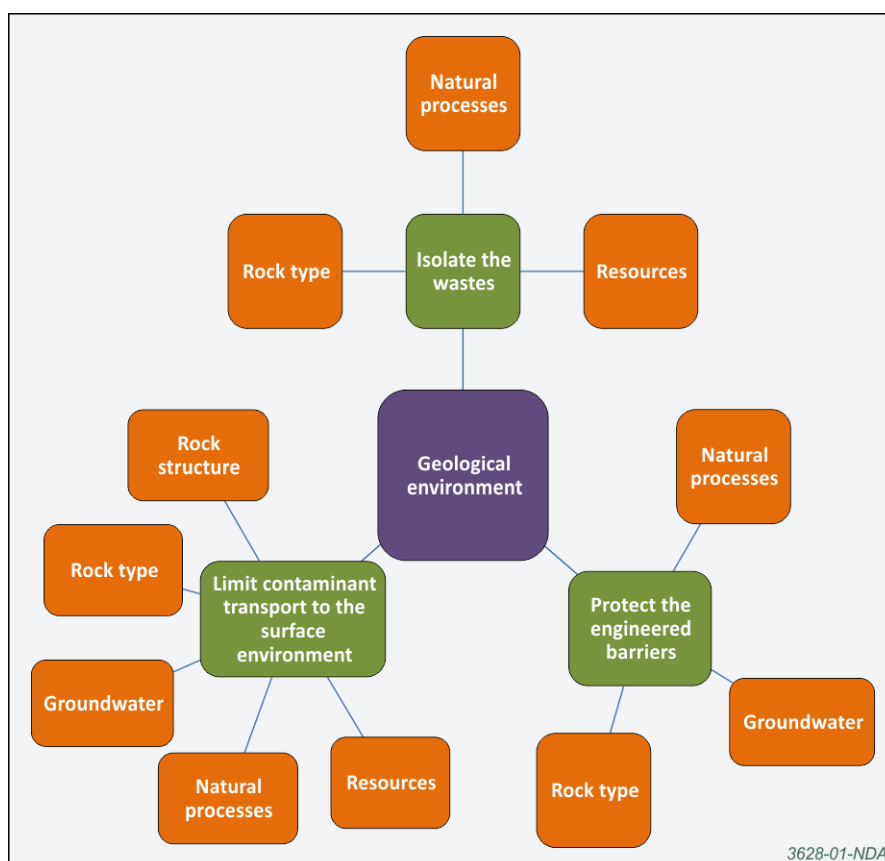 Natural
processes
Rock type
Isolate the
wastes
Resources
Geological
environment
Rock
structure
Natural
processes
Rock type
Limit contaminant
transport to the
surface
environment
Protect the
engineered
barriers
Groundwater
Groundwater
Natural
processes
Resources
Rock type
3628-01-NDA